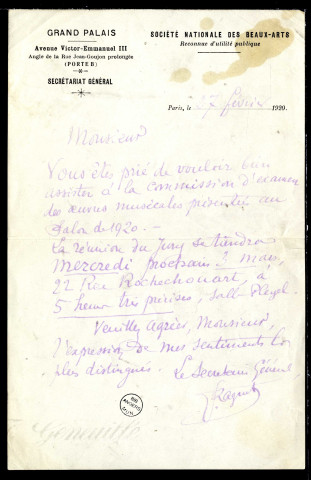 GRAND PALAIS
Avenue Victor-Emmanuel III
Angle de la Rue Jean-Goujon prolongée
(PORTE B)
SECRÉTARIAT GÉNÉRAL
SOCIÉTÉ NATIONALE DES BEAUX-ARTS
Reconnue d'utilité publique
Paris, le 27 février 1920.
Monsieur
Vous êtes prié de vouloir bien
assister à la commission d'examen
des œuvres musicales présentées au
Salon de 1920. —
La réunion du Jury se tiendra
mercredi prochain 3 mars,
22 Rue Rochechouart, à
5 heures très précises, Salle Pleyel
Veuillez agréer, Monsieur,
l'expression de mes sentiments les
plus distingués. Le Secrétaire Général,